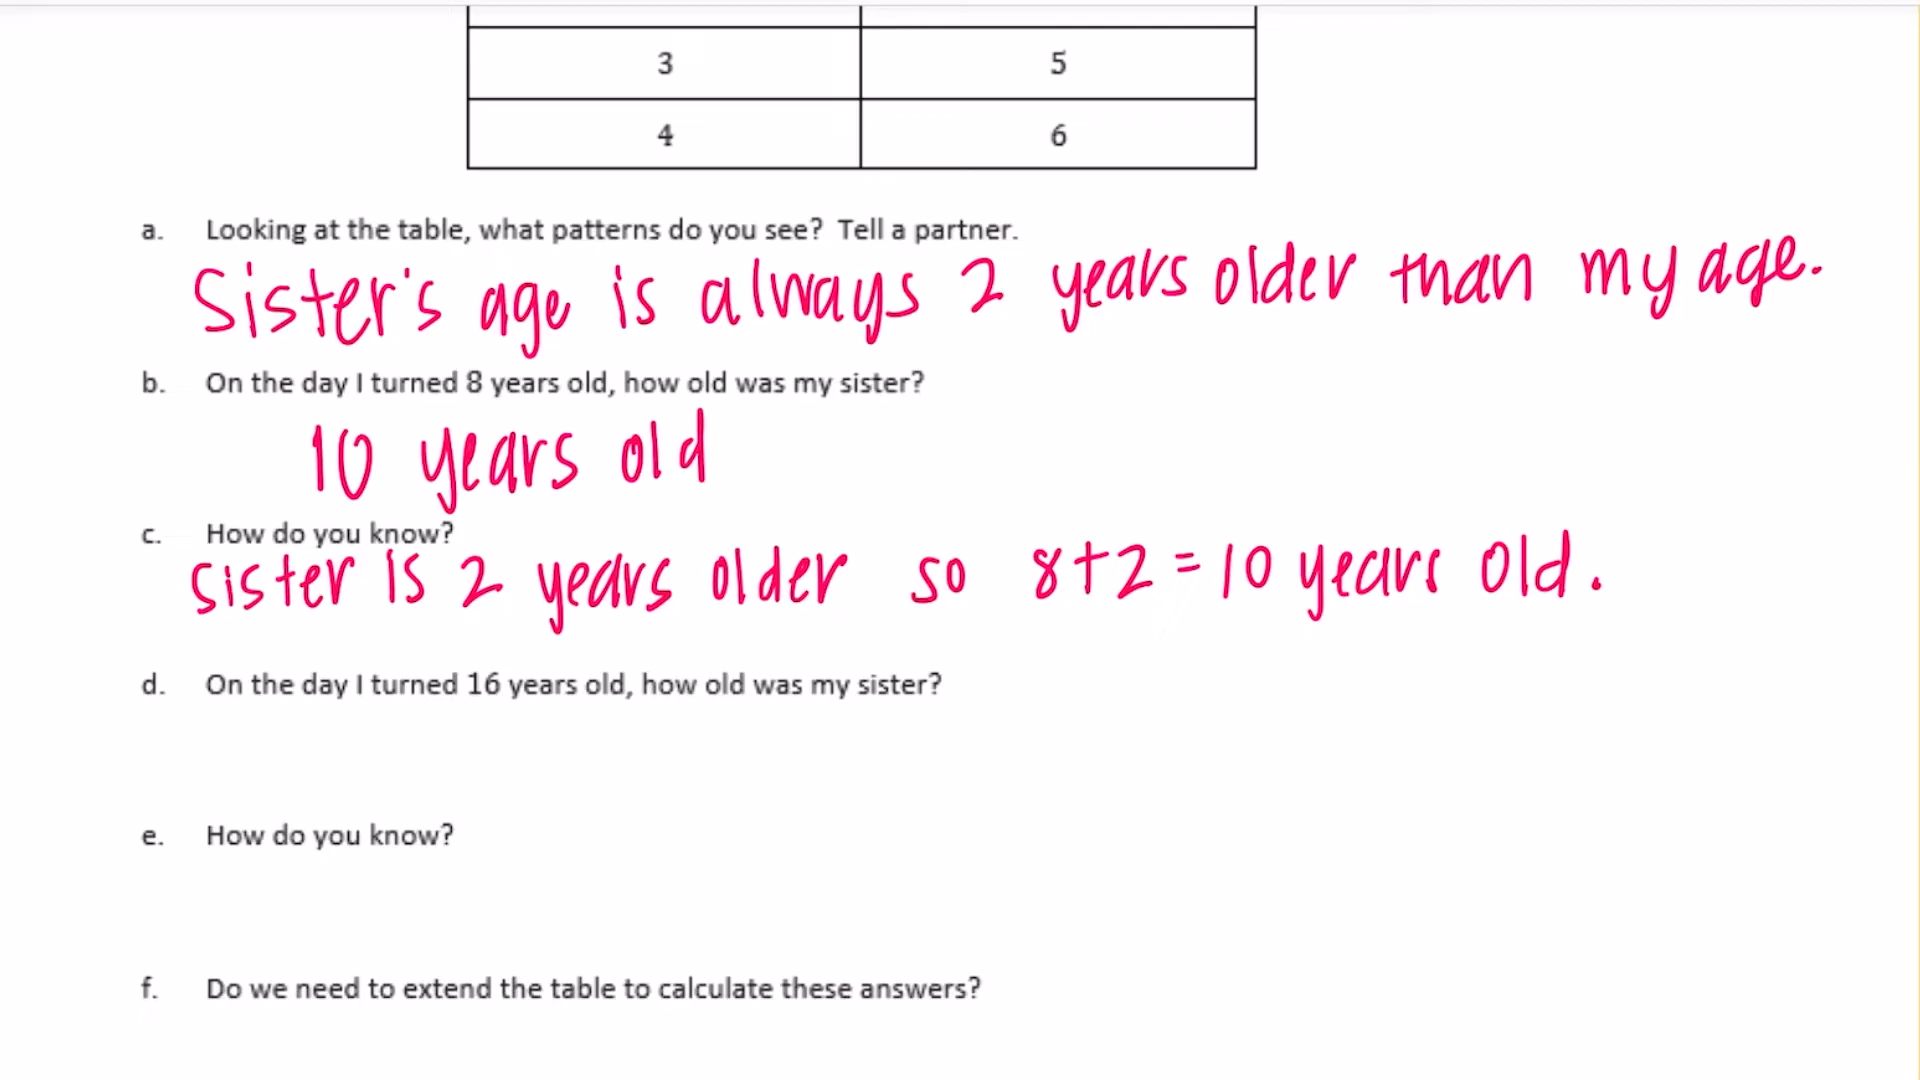 3 5
4 6
a. Looking at the table, what patterns do you see? Tell a partner.
Sister's age is always 2 years older than my age.
b. On the day I turned 8 years old, how old was my sister?
10 years old
c. How do you know?
sister is 2 years older so 8+2=10 years old.
d. On the day I turned 16 years old, how old was my sister?
e. How do you know?
f. Do we need to extend the table to calculate these answers?